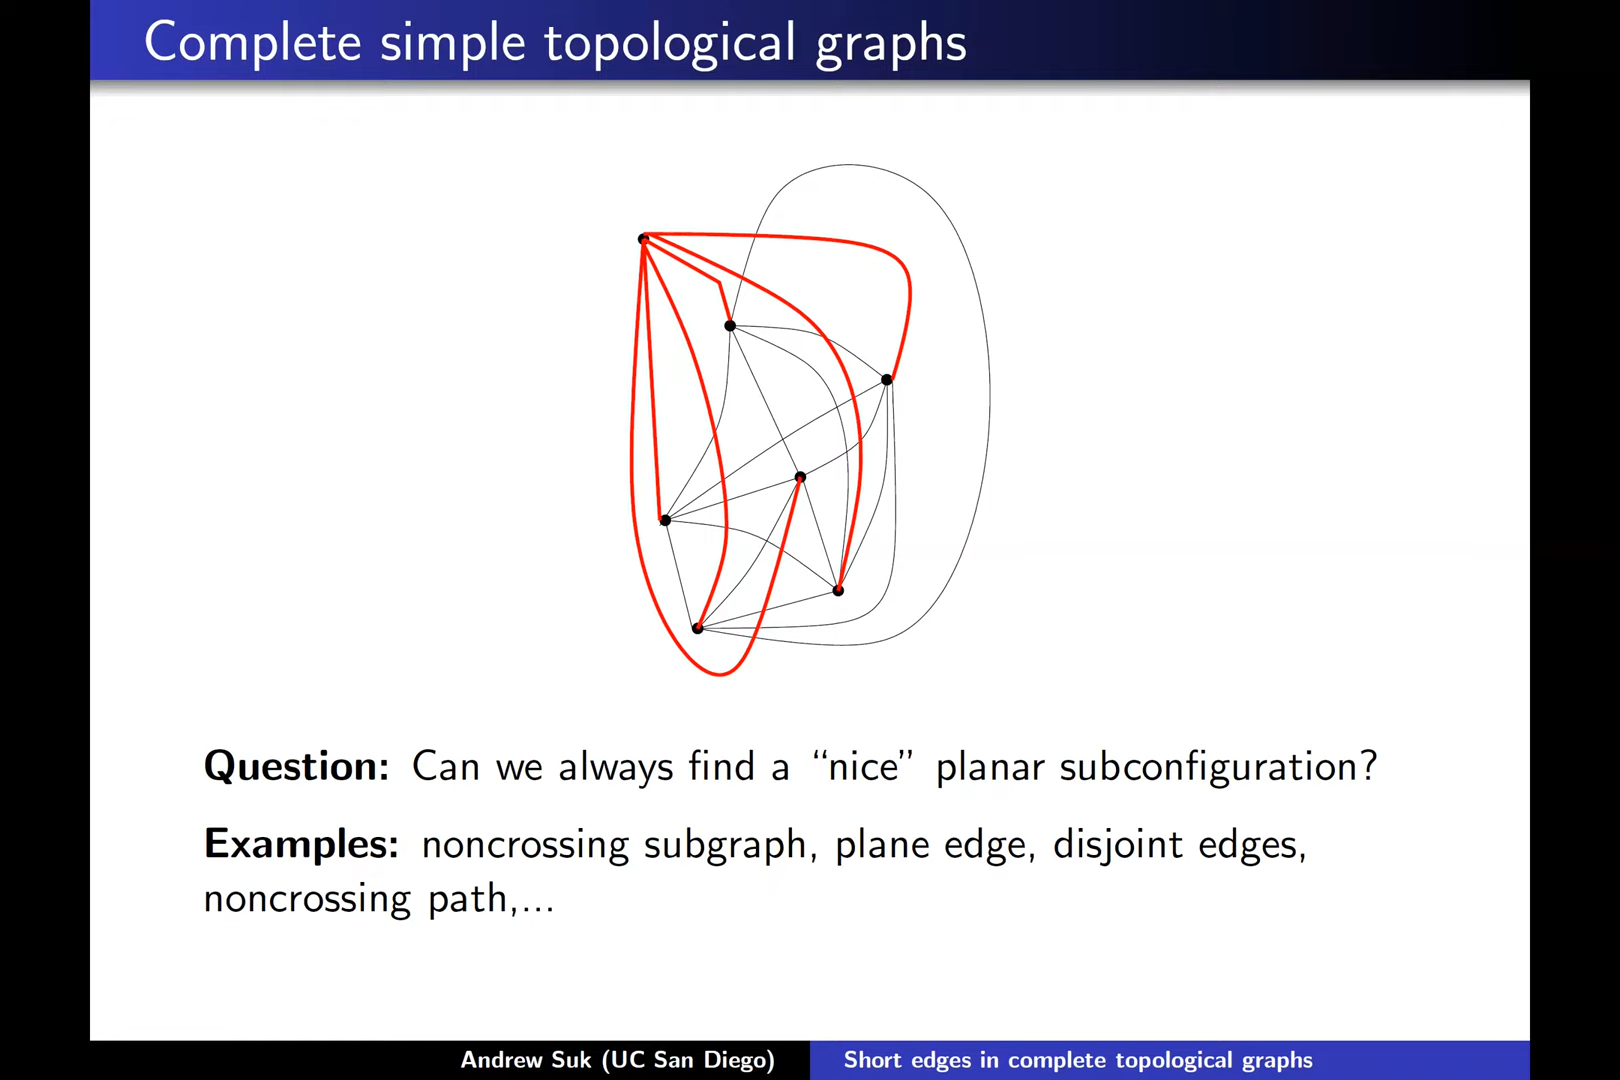 Complete simple topological graphs
Question: Can we always find a “nice” planar subconfiguration?
Examples: noncrossing subgraph, plane edge, disjoint edges,
noncrossing path,...
Andrew Suk (UC San Diego)
Short edges in complete topological graphs